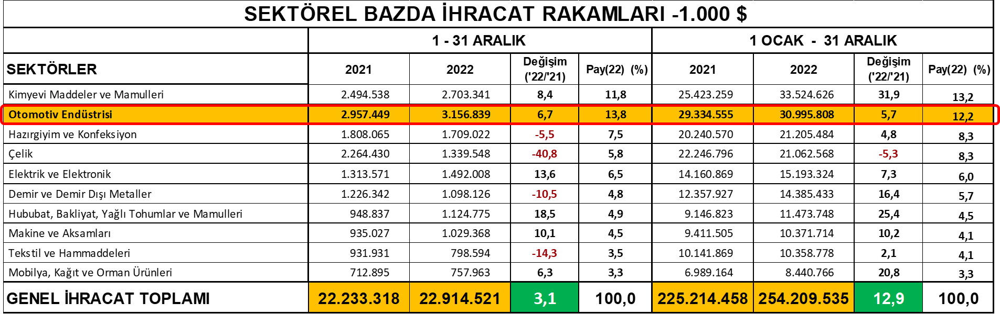 SEKTÖREL BAZDA İHRACAT RAKAMLARI -1.000 $
1 - 31 ARALIK 1 OCAK - 31 ARALIK
SEKTÖRLER 2021 2022 Değişim ('22/'21) Pay(22) (%) 2021 2022 Değişim ('22/'21) Pay(22) (%)
Kimyevi Maddeler ve Mamulleri 2.494.538 2.703.341 8,4 11,8 25.423.259 33.524.626 31,9 13,2
Otomotiv Endüstrisi 2.957.449 3.156.839 6,7 13,8 29.334.555 30.995.808 5,7 12,2
Hazırgiyim ve Konfeksiyon 1.808.065 1.709.022 -5,5 7,5 20.240.570 21.205.484 4,8 8,3
Çelik 2.264.430 1.339.548 -40,8 5,8 22.246.796 21.062.568 -5,3 8,3
Elektrik ve Elektronik 1.313.571 1.492.008 13,6 6,5 14.160.869 15.193.324 7,3 6,0
Demir ve Demir Dışı Metaller 1.226.342 1.098.126 -10,5 4,8 12.357.927 14.385.433 16,4 5,7
Hububat, Bakliyat, Yağlı Tohumlar ve Mamulleri 948.837 1.124.775 18,5 4,9 9.146.823 11.473.748 25,4 4,5
Makine ve Aksamları 935.027 1.029.368 10,1 4,5 9.411.505 10.371.714 10,2 4,1
Tekstil ve Hammaddeleri 931.931 798.594 -14,3 3,5 10.141.869 10.358.778 2,1 4,1
Mobilya, Kağıt ve Orman Ürünleri 712.895 757.963 6,3 3,3 6.989.164 8.440.766 20,8 3,3
GENEL İHRACAT TOPLAMI 22.233.318 22.914.521 3,1 100,0 225.214.458 254.209.535 12,9 100,0